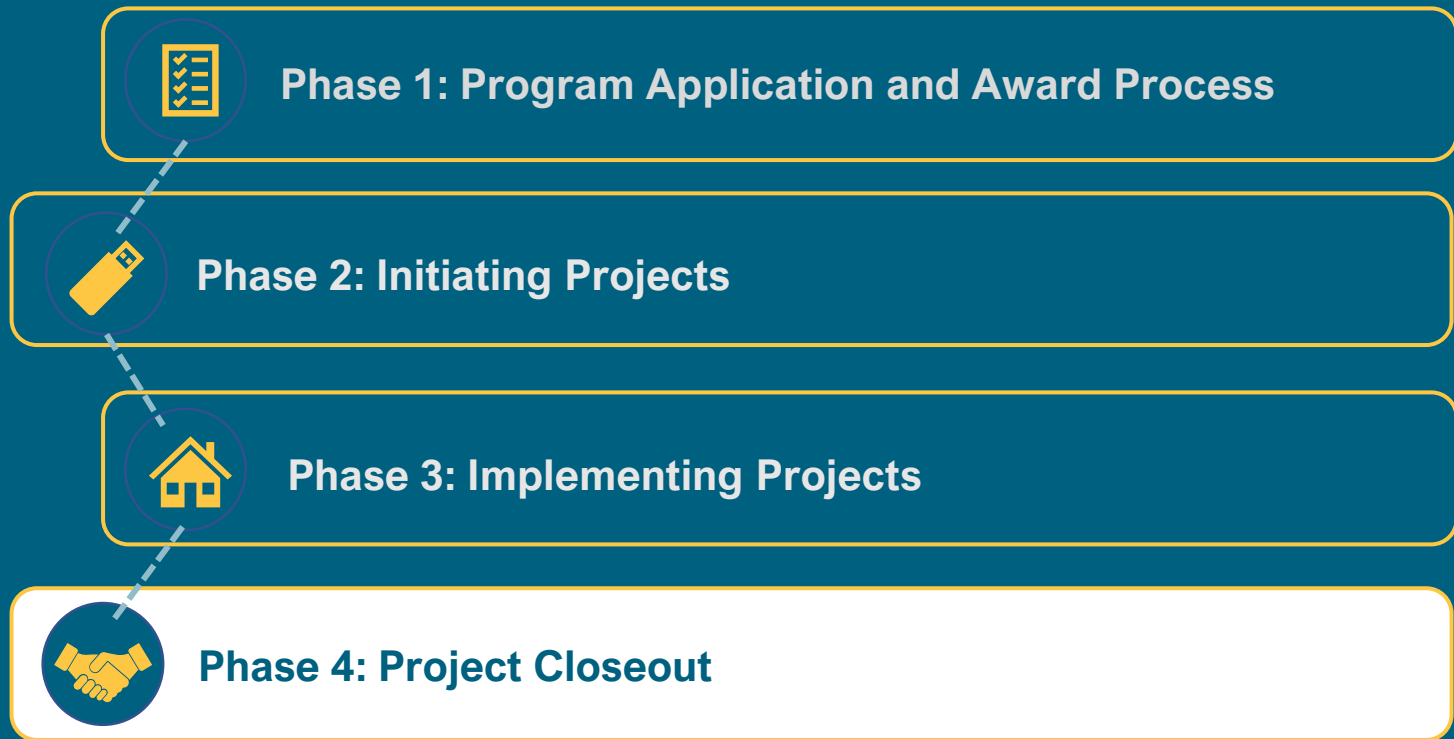 Phase 1: Program Application and Award Process
Phase 2: Initiating Projects
Phase 3: Implementing Projects
Phase 4: Project Closeout